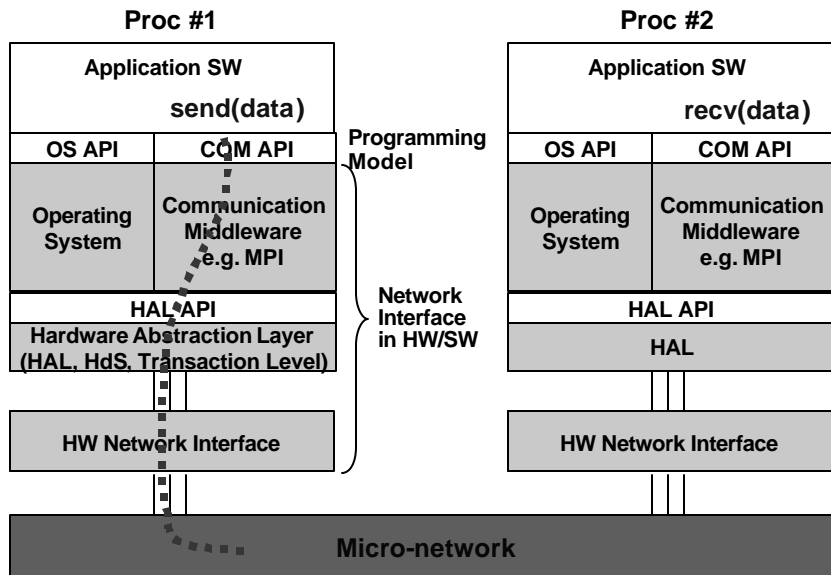 Proc #1
Application SW
send(data)
OS API
COM API
Operating
System
Communication
Middleware
e.g. MPI
HAL API
Hardware Abstraction Layer
(HAL, HdS, Transaction Level)
HW Network Interface
Programming
Model
Network
Interface
in HW/SW
Proc #2
Application SW
recv(data)
OS API
COM API
Operating
System
Communication
Middleware
e.g. MPI
HAL API
HAL
HW Network Interface
Micro-network